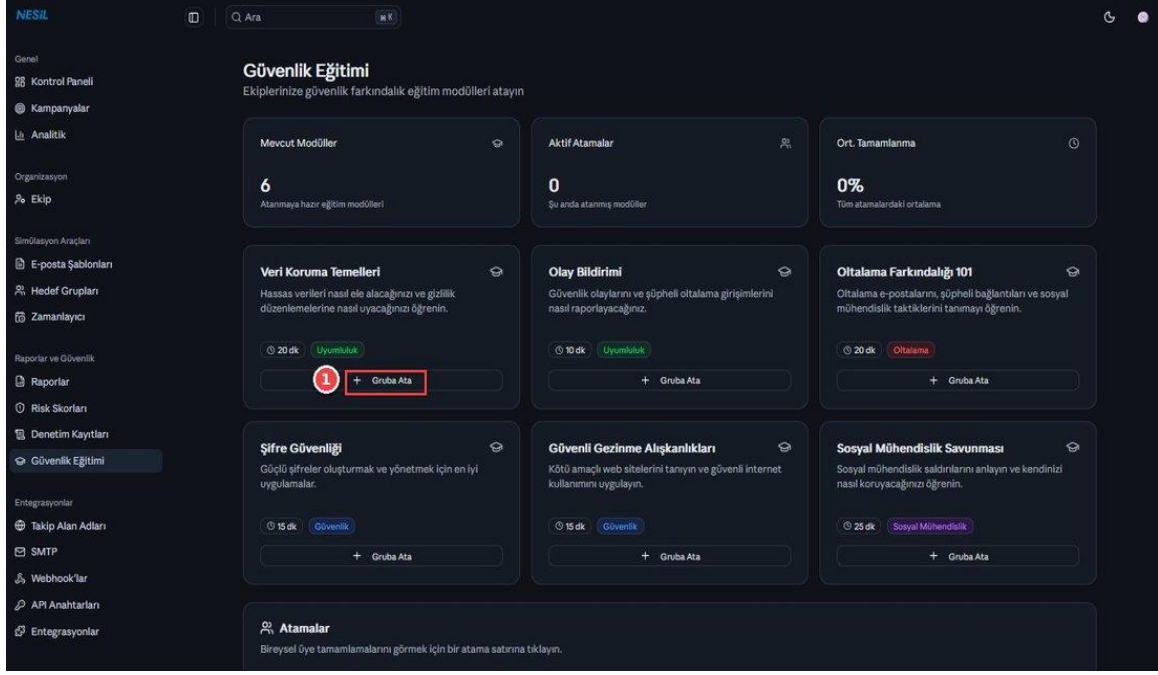 NESİL
Ara
⌘ K
Genel
Kontrol Paneli
Kampanyalar
Analitik
Organizasyon
Ekip
Simülasyon Araçları
E-posta Şablonları
Hedef Grupları
Zamanlayıcı
Raporlar ve Güvenlik
Raporlar
Risk Skorları
Denetim Kayıtları
Güvenlik Eğitimi
Entegrasyonlar
Takip Alan Adları
SMTP
Webhook'lar
API Anahtarları
Entegrasyonlar
Güvenlik Eğitimi
Ekiplerinize güvenlik farkındalık eğitim modülleri atayın
Mevcut Modüller
6
Atanmaya hazır eğitim modülleri
Aktif Atamalar
0
Şu anda atanmış modüller
Ort. Tamamlanma
0%
Tüm atamalardaki ortalama
Veri Koruma Temelleri
Hassas verileri nasıl ele alacağınızı ve gizlilik
düzenlemelerine nasıl uyacağınızı öğrenin.
20 dk Uyumluluk
1 + Gruba Ata
Olay Bildirimi
Güvenlik olaylarını ve şüpheli oltalama girişimlerini
nasıl raporlayacağınız.
10 dk Uyumluluk
+ Gruba Ata
Oltalama Farkındalığı 101
Oltalama e-postalarını, şüpheli bağlantıları ve sosyal
mühendislik taktiklerini tanımayı öğrenin.
20 dk Oltalama
+ Gruba Ata
Şifre Güvenliği
Güçlü şifreler oluşturmak ve yönetmek için en iyi
uygulamalar.
15 dk Güvenlik
+ Gruba Ata
Güvenli Gezinme Alışkanlıkları
Kötü amaçlı web sitelerini tanıyın ve güvenli internet
kullanımını uygulayın.
15 dk Güvenlik
+ Gruba Ata
Sosyal Mühendislik Savunması
Sosyal mühendislik saldırılarını anlayın ve kendinizi
nasıl koruyacağınızı öğrenin.
25 dk Sosyal Mühendislik
+ Gruba Ata
Atamalar
Bireysel üye tamamlamalarını görmek için bir atama satırına tıklayın.